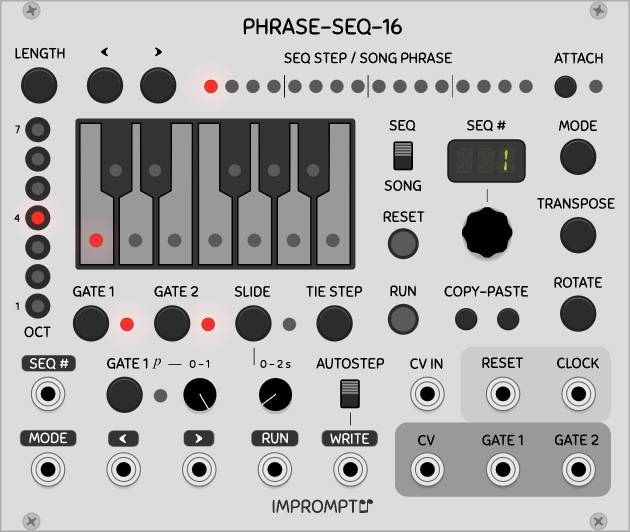 PHRASE-SEQ-16
LENGTH < > SEQ STEP / SONG PHRASE ATTACH
7
4
1
OCT
SEQ
SONG
SEQ #
1
MODE
TRANSPOSE
RESET
ROTATE
GATE 1 GATE 2 SLIDE TIE STEP RUN COPY-PASTE
SEQ # GATE 1 p 0-1 0-2s AUTOSTEP CV IN RESET CLOCK
MODE < > RUN WRITE CV GATE 1 GATE 2
IMPROMPTU